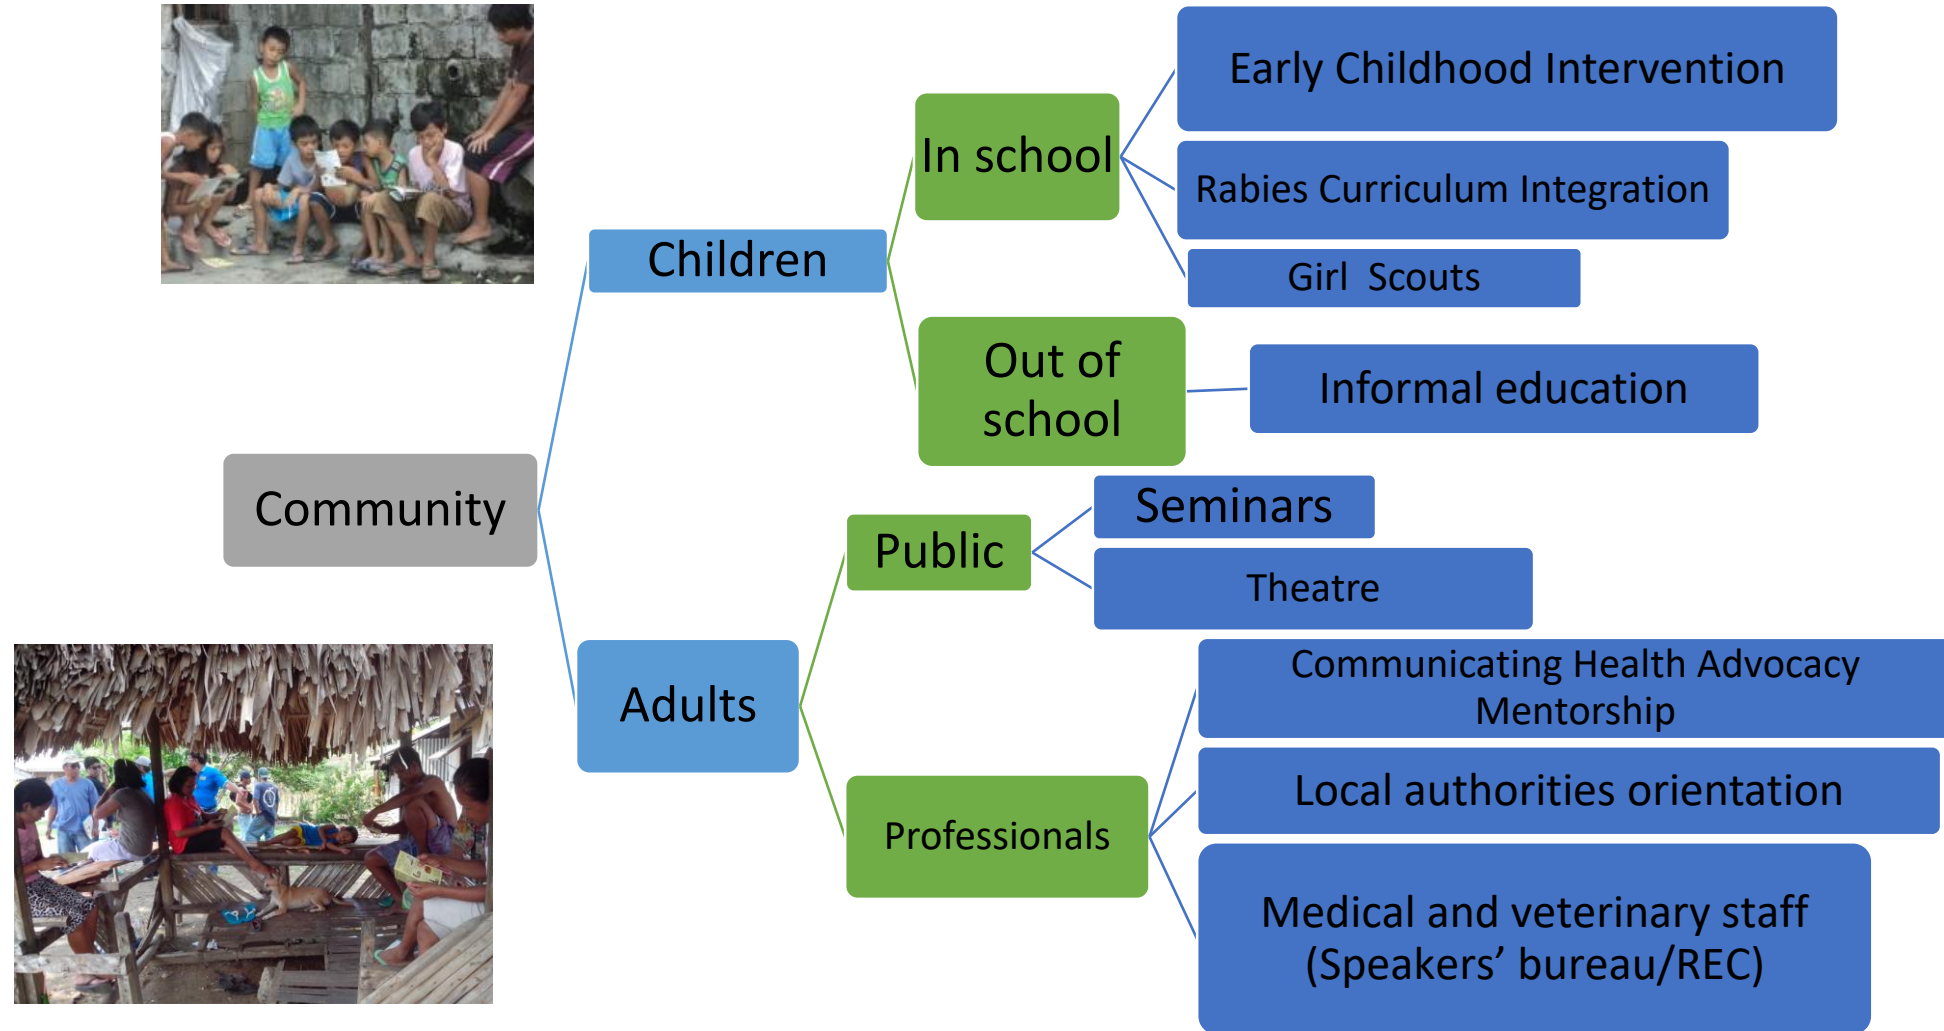 Community
Children
In school
Early Childhood Intervention
Rabies Curriculum Integration
Girl  Scouts
Out of
school
Informal education
Adults
Public
Seminars
Theatre
Professionals
Communicating Health Advocacy
Mentorship
Local authorities orientation
Medical and veterinary staff
(Speakers’ bureau/REC)